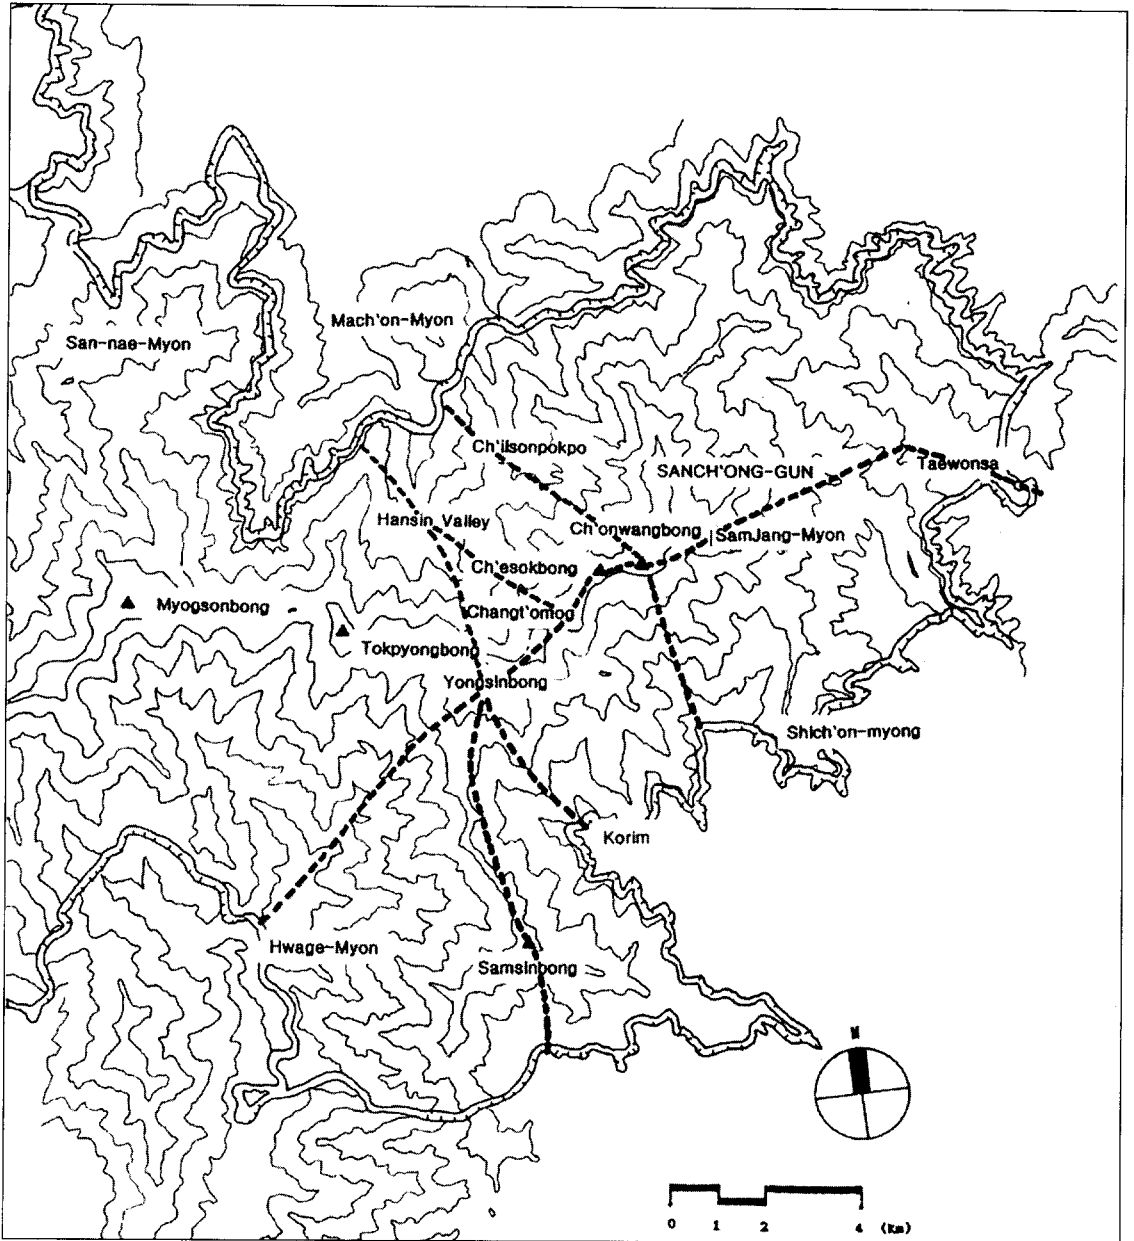 Mach'on-Myon
San-nae-Myon
Ch'ilsonpokpo
SANCH'ONG-GUN
Taewonsa
Hansin Valley
Ch'onwangbong
SamJang-Myon
Ch'esokbong
Myogsonbong
Changt'omog
Tokpyongbong
Yongsinbong
Shich'on-myong
Korim
Hwage-Myon
Samsinbong
N
0 1 2 4 (Km)